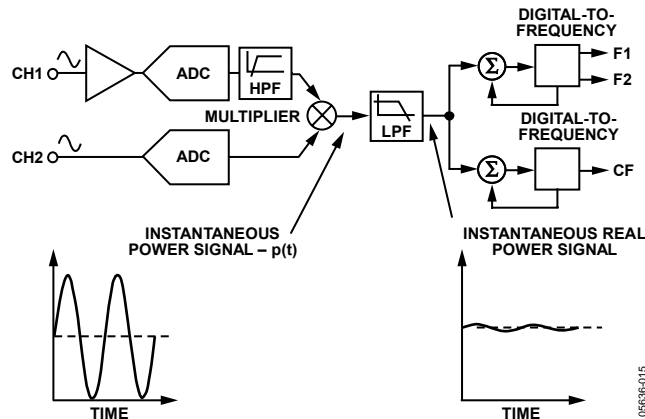 DIGITAL-TO-
FREQUENCY
CH1
ADC
HPF
MULTIPLIER
LPF
Σ
F1
F2
CH2
ADC
DIGITAL-TO-
FREQUENCY
Σ
CF
INSTANTANEOUS
POWER SIGNAL – p(t)
INSTANTANEOUS REAL
POWER SIGNAL
TIME
TIME
05636-015